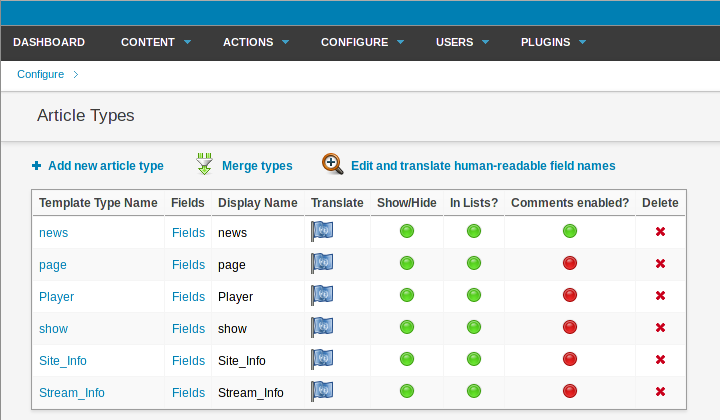 DASHBOARD CONTENT ACTIONS CONFIGURE USERS PLUGINS
Configure
Article Types
Add new article type Merge types Edit and translate human-readable field names
Template Type Name Fields Display Name Translate Show/Hide In Lists? Comments enabled? Delete
news Fields news
page Fields page
Player Fields Player
show Fields show
Site_Info Fields Site_Info
Stream_Info Fields Stream_Info